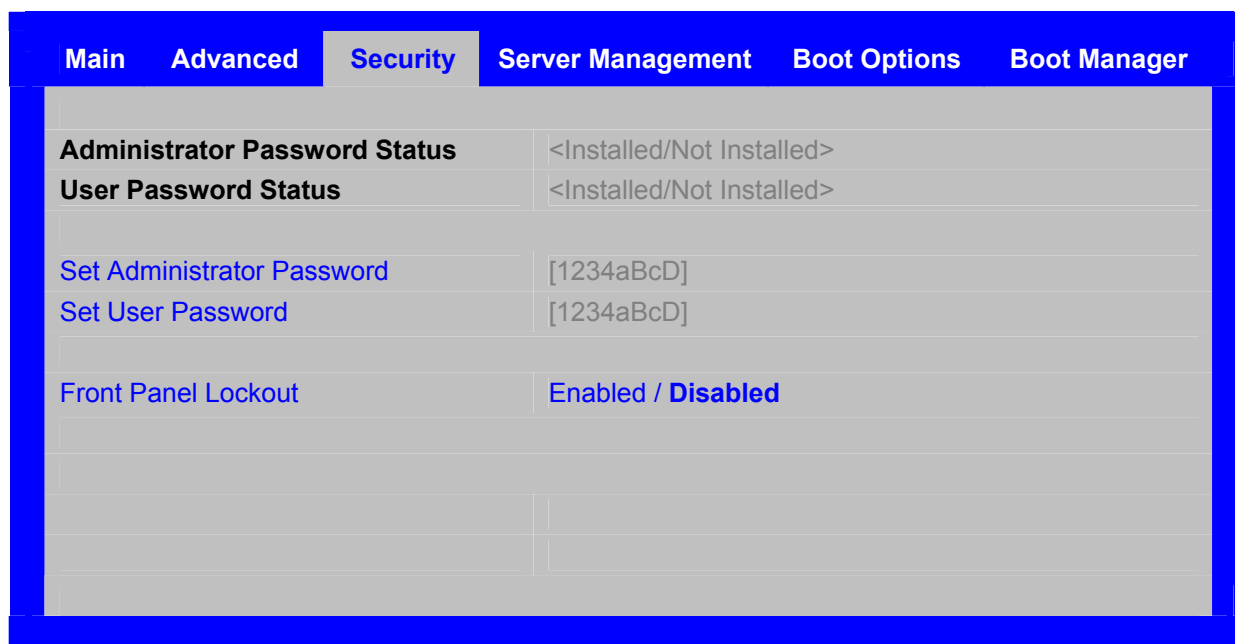 Main Advanced Security Server Management Boot Options Boot Manager
Administrator Password Status <Installed/Not Installed>
User Password Status <Installed/Not Installed>
Set Administrator Password [1234aBcD]
Set User Password [1234aBcD]
Front Panel Lockout Enabled / Disabled